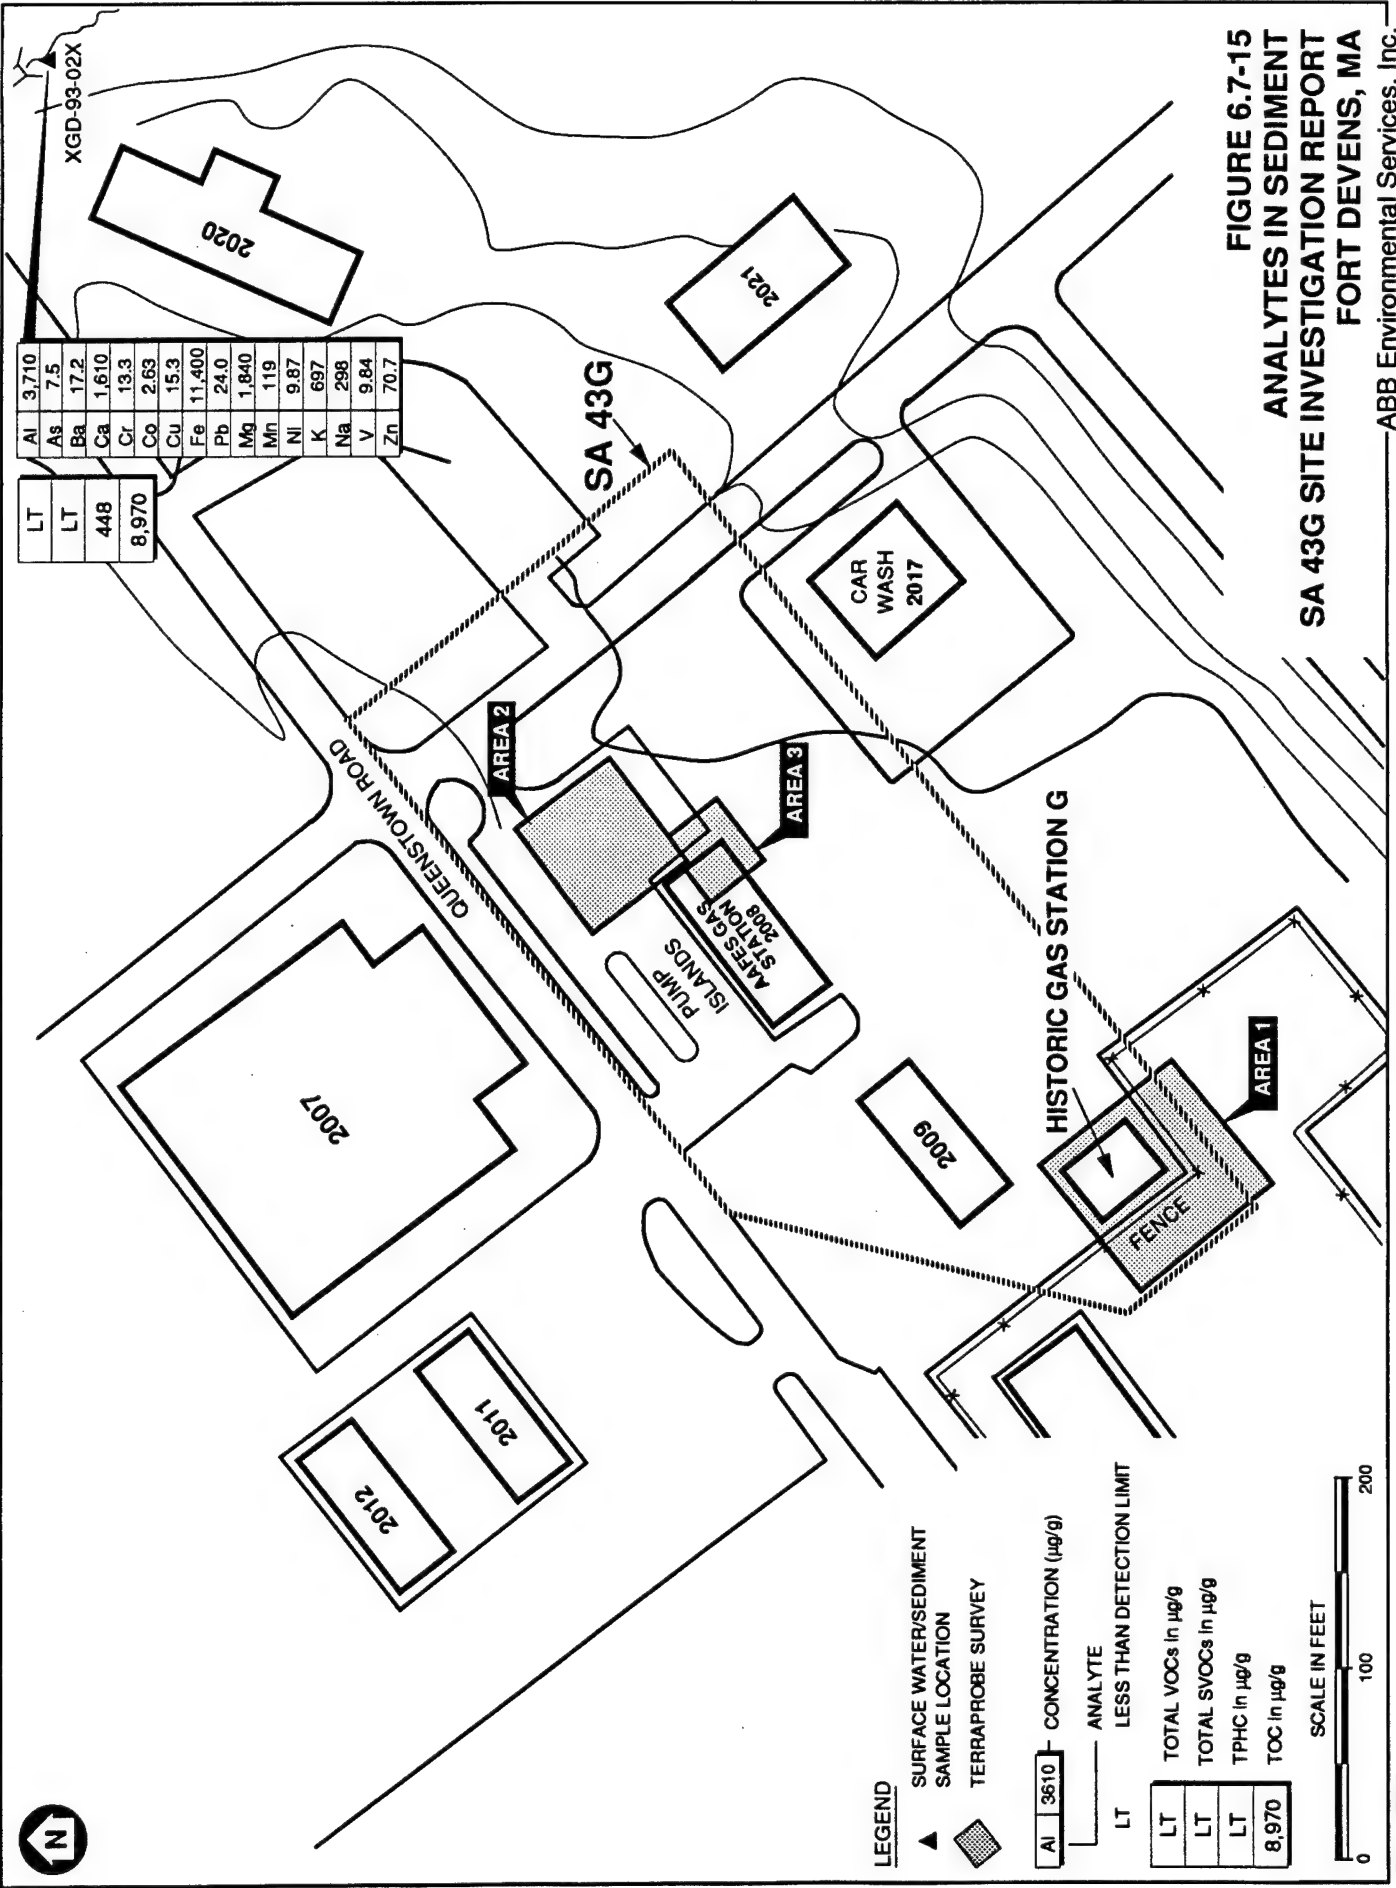 N
XGD-93-02X
2020
Al 3,710
As 7.5
Ba 17.2
Ca 1,610
Cr 13.3
Co 2.63
Cu 15.3
Fe 11,400
Pb 24.0
Mg 1,840
Mn 119
Ni 9.87
K 697
Na 298
V 9.84
Zn 70.7
LT
LT
448
8,970
SA 43G
2021
QUEENSTOWN ROAD
AREA 2
AREA 3
CAR
WASH
2017
2007
PUMP
ISLANDS
AAFES GAS
STATION
2008
2009
HISTORIC GAS STATION G
AREA 1
FENCE
2012
2011
LEGEND
SURFACE WATER/SEDIMENT
SAMPLE LOCATION
TERRAPROBE SURVEY
Al 3610 CONCENTRATION (µg/g)
ANALYTE
LT LESS THAN DETECTION LIMIT
LT TOTAL VOCs in µg/g
LT TOTAL SVOCs in µg/g
LT TPHC in µg/g
8,970 TOC in µg/g
SCALE IN FEET
0 100 200
FIGURE 6.7-15
ANALYTES IN SEDIMENT
SA 43G SITE INVESTIGATION REPORT
FORT DEVENS, MA
ABB Environmental Services, Inc.